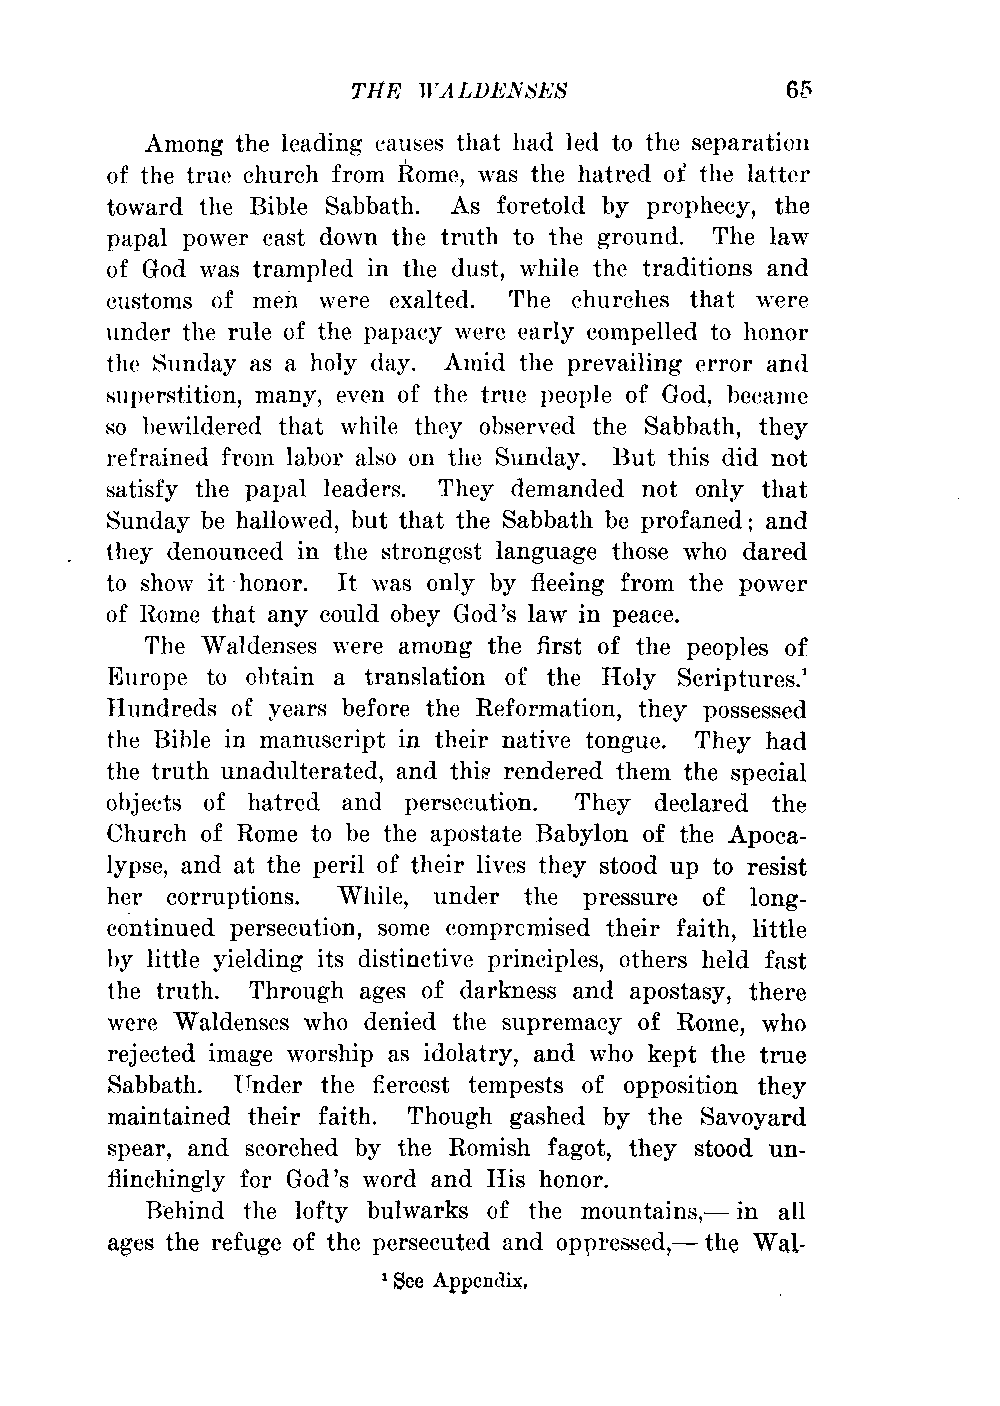 THE WALDENSES 65
Among the leading causes that had led to the separation
of the true church from Rome, was the hatred of the latter
toward the Bible Sabbath. As foretold by prophecy, the
papal power cast down the truth to the ground. The law
of God was trampled in the dust, while the traditions and
customs of men were exalted. The churches that were
under the rule of the papacy were early compelled to honor
the Sunday as a holy day. Amid the prevailing error and
superstition, many, even of the true people of God, became
so bewildered that while they observed the Sabbath, they
refrained from labor also on the Sunday. But this did not
satisfy the papal leaders. They demanded not only that
Sunday be hallowed, but that the Sabbath be profaned; and
they denounced in the strongest language those who dared
to show it honor. It was only by fleeing from the power
of Rome that any could obey God's law in peace.
The Waldenses were among the first of the peoples of
Europe to obtain a translation of the Holy Scriptures.¹
Hundreds of years before the Reformation, they possessed
the Bible in manuscript in their native tongue. They had
the truth unadulterated, and this rendered them the special
objects of hatred and persecution. They declared the
Church of Rome to be the apostate Babylon of the Apoca-
lypse, and at the peril of their lives they stood up to resist
her corruptions. While, under the pressure of long-
continued persecution, some compromised their faith, little
by little yielding its distinctive principles, others held fast
the truth. Through ages of darkness and apostasy, there
were Waldenses who denied the supremacy of Rome, who
rejected image worship as idolatry, and who kept the true
Sabbath. Under the fiercest tempests of opposition they
maintained their faith. Though gashed by the Savoyard
spear, and scorched by the Romish fagot, they stood un-
flinchingly for God's word and His honor.
Behind the lofty bulwarks of the mountains,— in all
ages the refuge of the persecuted and oppressed,— the Wal-
¹ See Appendix.